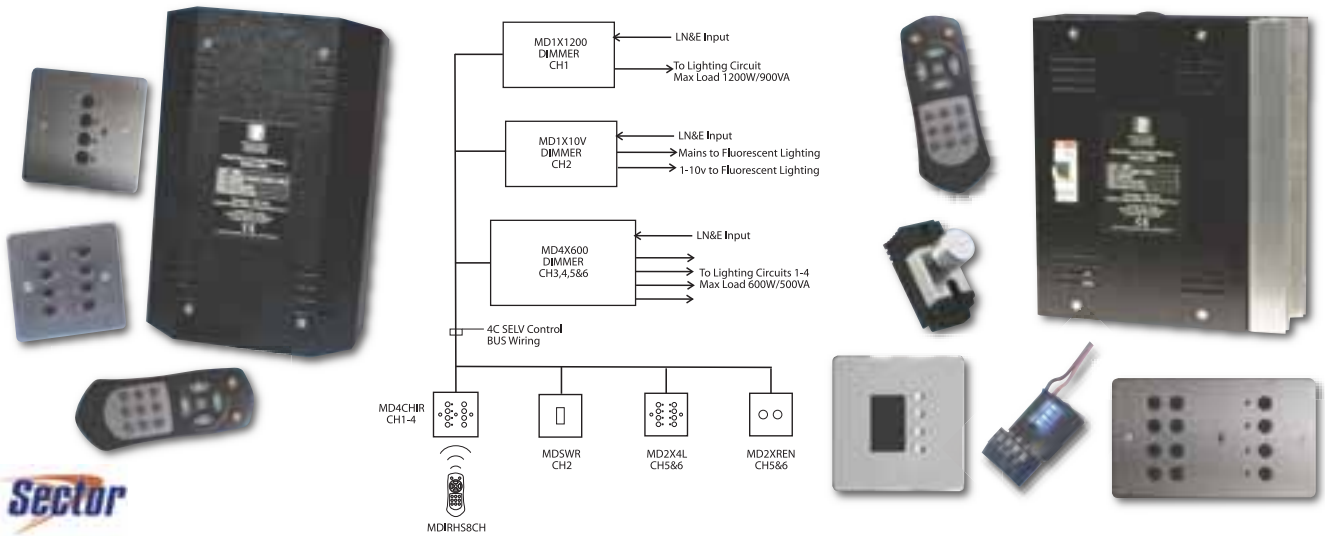 MD1X1200
DIMMER
CH1
LN&E Input
To Lighting Circuit
Max Load 1200W/900VA
MD1X10V
DIMMER
CH2
LN&E Input
Mains to Fluorescent Lighting
1-10v to Fluorescent Lighting
MD4X600
DIMMER
CH3,4,5&6
LN&E Input
To Lighting Circuits 1-4
Max Load 600W/500VA
4C SELV Control
BUS Wiring
MD4CHIR
CH1-4
MDSWR
CH2
MD2X4L
CH5&6
MD2XREN
CH5&6
MDIRHS8CH
Sector